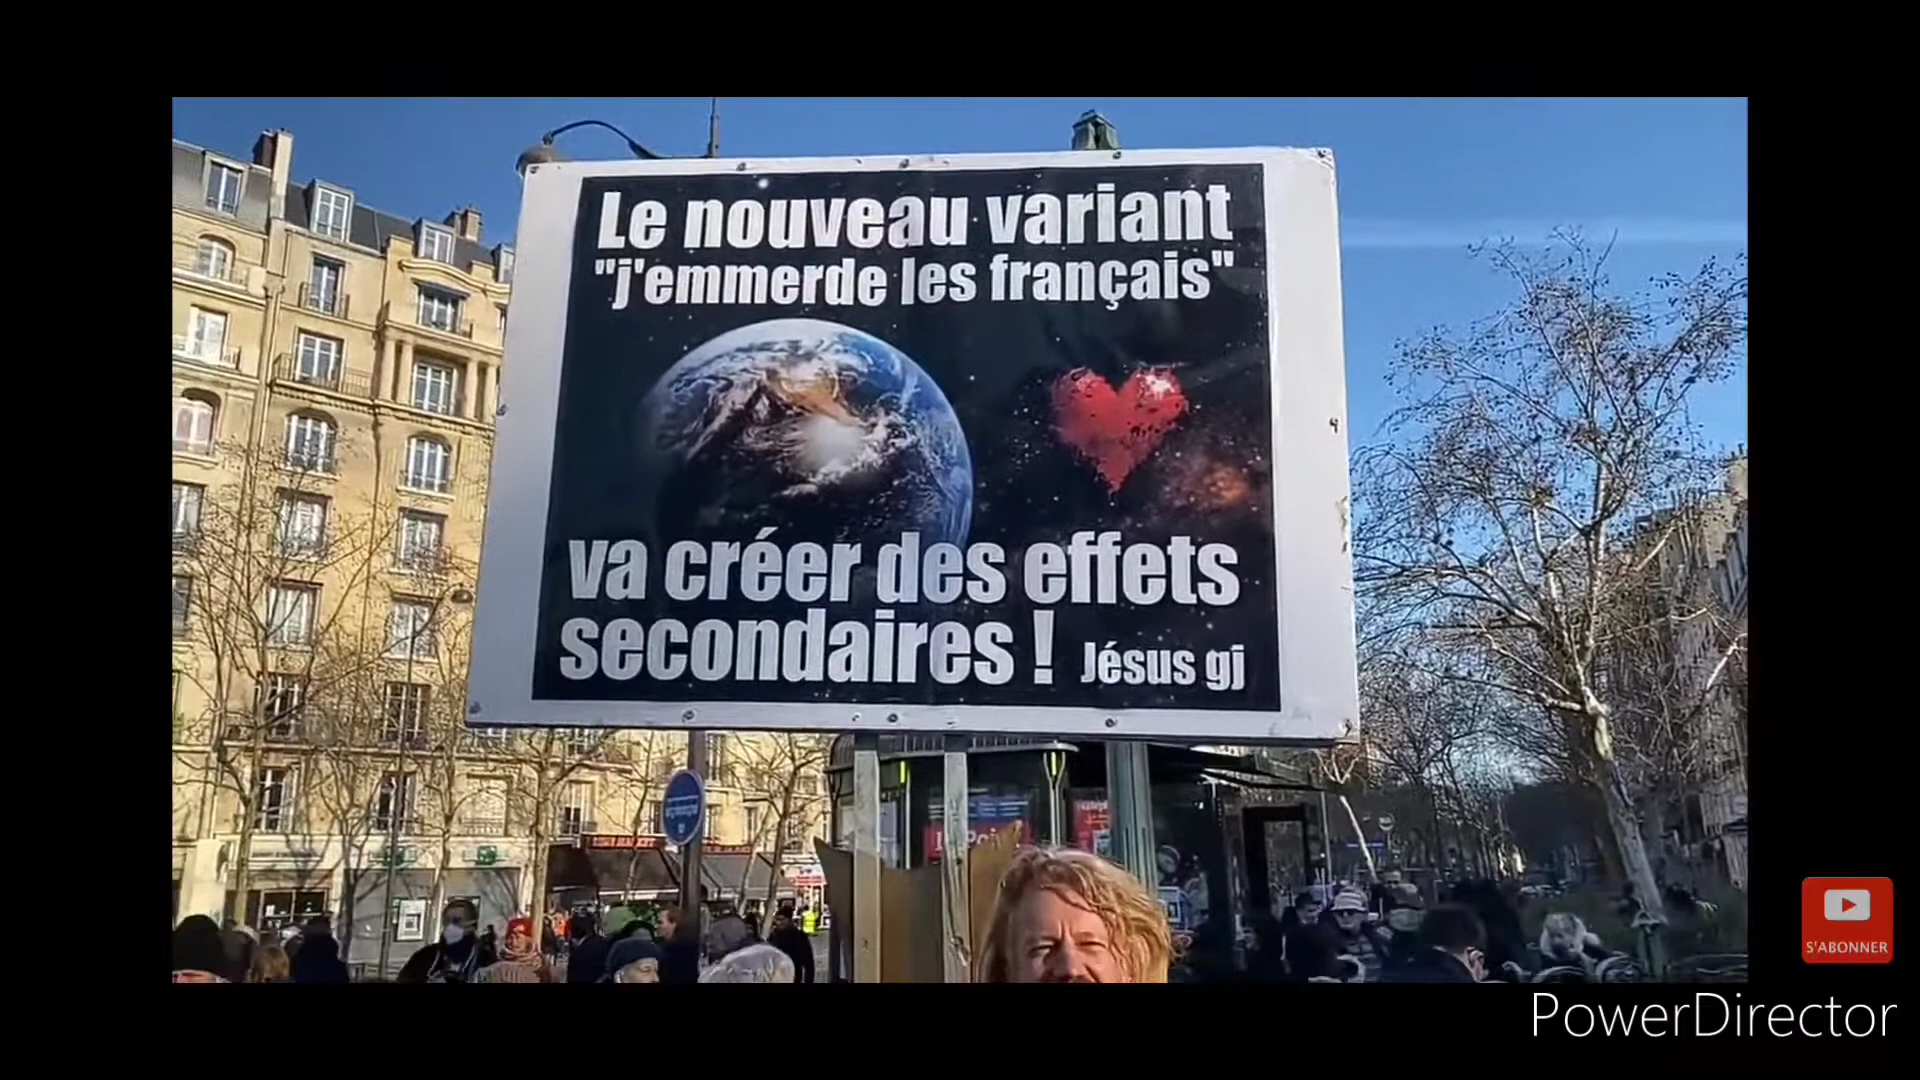 Le nouveau variant
"j'emmerde les français"
va créer des effets
secondaires !
Jésus gj
S'ABONNER
PowerDirector